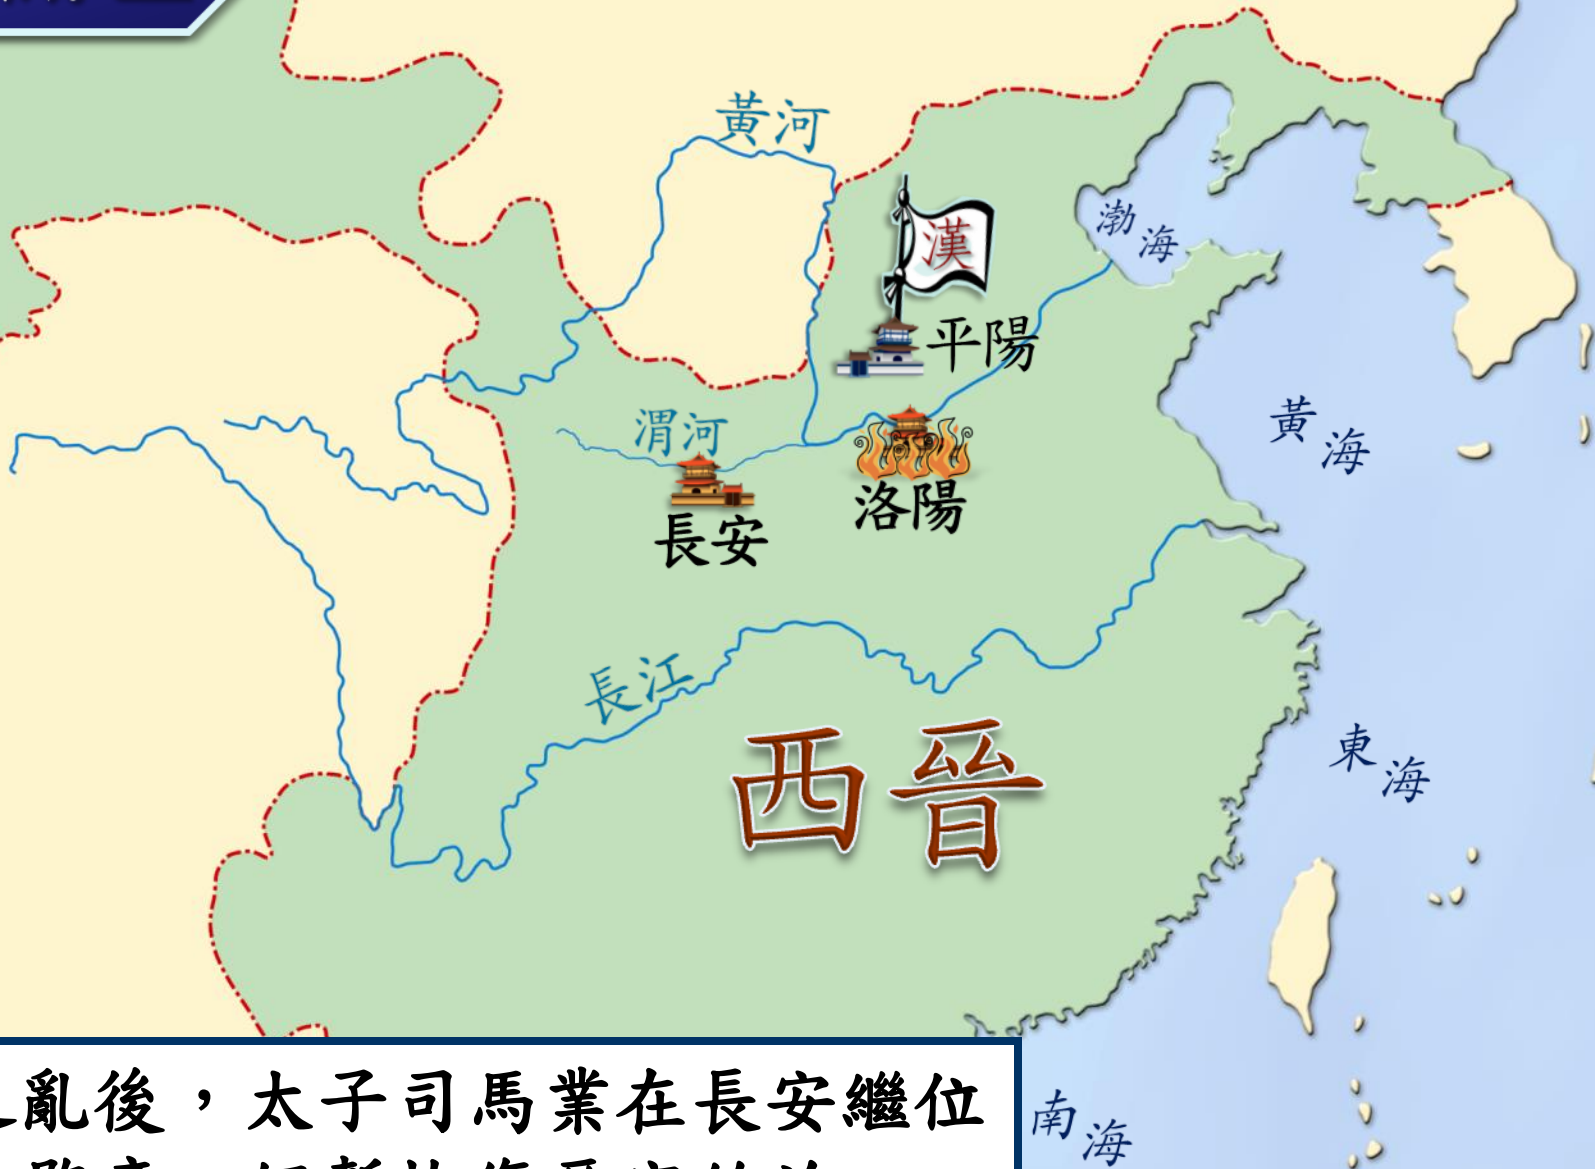 黃河
漢
渤海
平陽
渭河
洛陽
長安
黃海
長江
西晉
東海
亂後，太子司馬業在長安繼位
南海